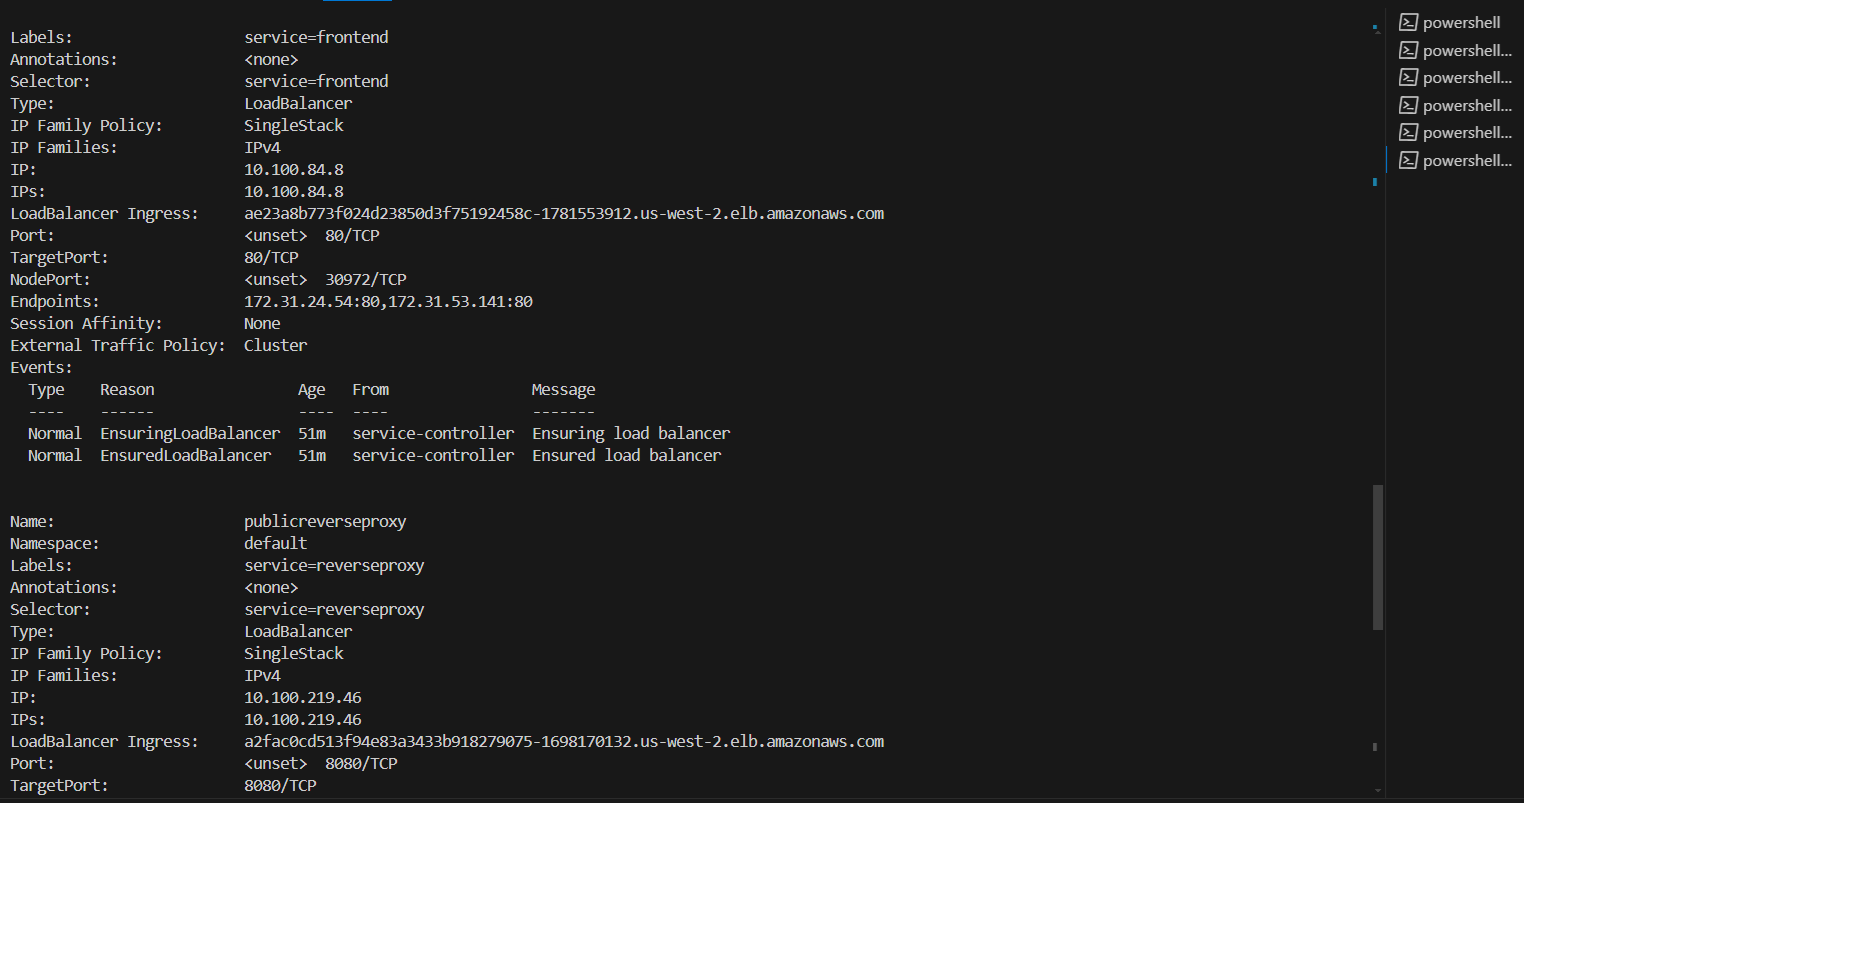 Labels:                   service=frontend
Annotations:              <none>
Selector:                 service=frontend
Type:                     LoadBalancer
IP Family Policy:         SingleStack
IP Families:              IPv4
IP:                       10.100.84.8
IPs:                      10.100.84.8
LoadBalancer Ingress:     ae23a8b773f024d23850d3f75192458c-1781553912.us-west-2.elb.amazonaws.com
Port:                     <unset>  80/TCP
TargetPort:               80/TCP
NodePort:                 <unset>  30972/TCP
Endpoints:                172.31.24.54:80,172.31.53.141:80
Session Affinity:         None
External Traffic Policy:  Cluster
Events:
  Type    Reason                Age   From                Message
  ----    ------                ----  ----                -------
  Normal  EnsuringLoadBalancer  51m   service-controller  Ensuring load balancer
  Normal  EnsuredLoadBalancer   51m   service-controller  Ensured load balancer
Name:                     publicreverseproxy
Namespace:                default
Labels:                   service=reverseproxy
Annotations:              <none>
Selector:                 service=reverseproxy
Type:                     LoadBalancer
IP Family Policy:         SingleStack
IP Families:              IPv4
IP:                       10.100.219.46
IPs:                      10.100.219.46
LoadBalancer Ingress:     a2fac0cd513f94e83a3433b918279075-1698170132.us-west-2.elb.amazonaws.com
Port:                     <unset>  8080/TCP
TargetPort:               8080/TCP
powershell
powershell...
powershell...
powershell...
powershell...
powershell...